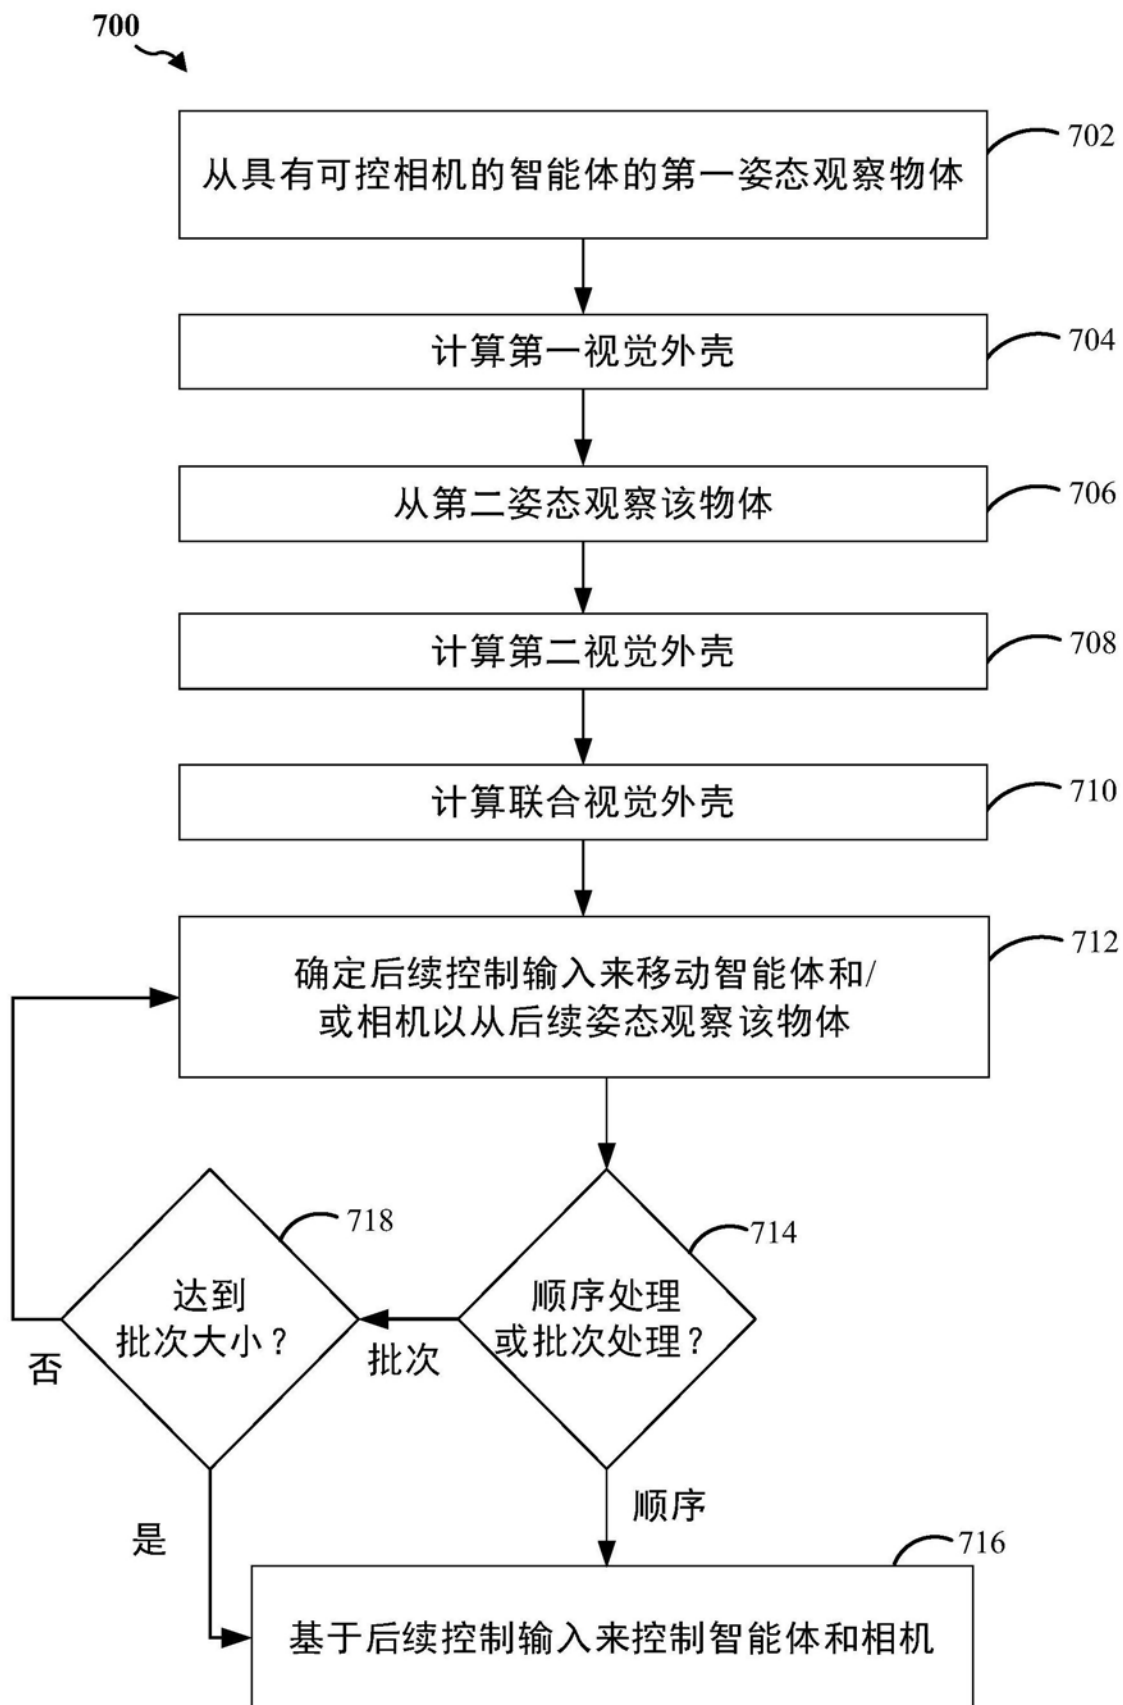 700
从具有可控相机的智能体的第一姿态观察物体
702
计算第一视觉外壳
704
从第二姿态观察该物体
706
计算第二视觉外壳
708
计算联合视觉外壳
710
确定后续控制输入来移动智能体和/
或相机以从后续姿态观察该物体
712
顺序处理
或批次处理？
714
批次
达到
批次大小？
718
否
是
顺序
基于后续控制输入来控制智能体和相机
716